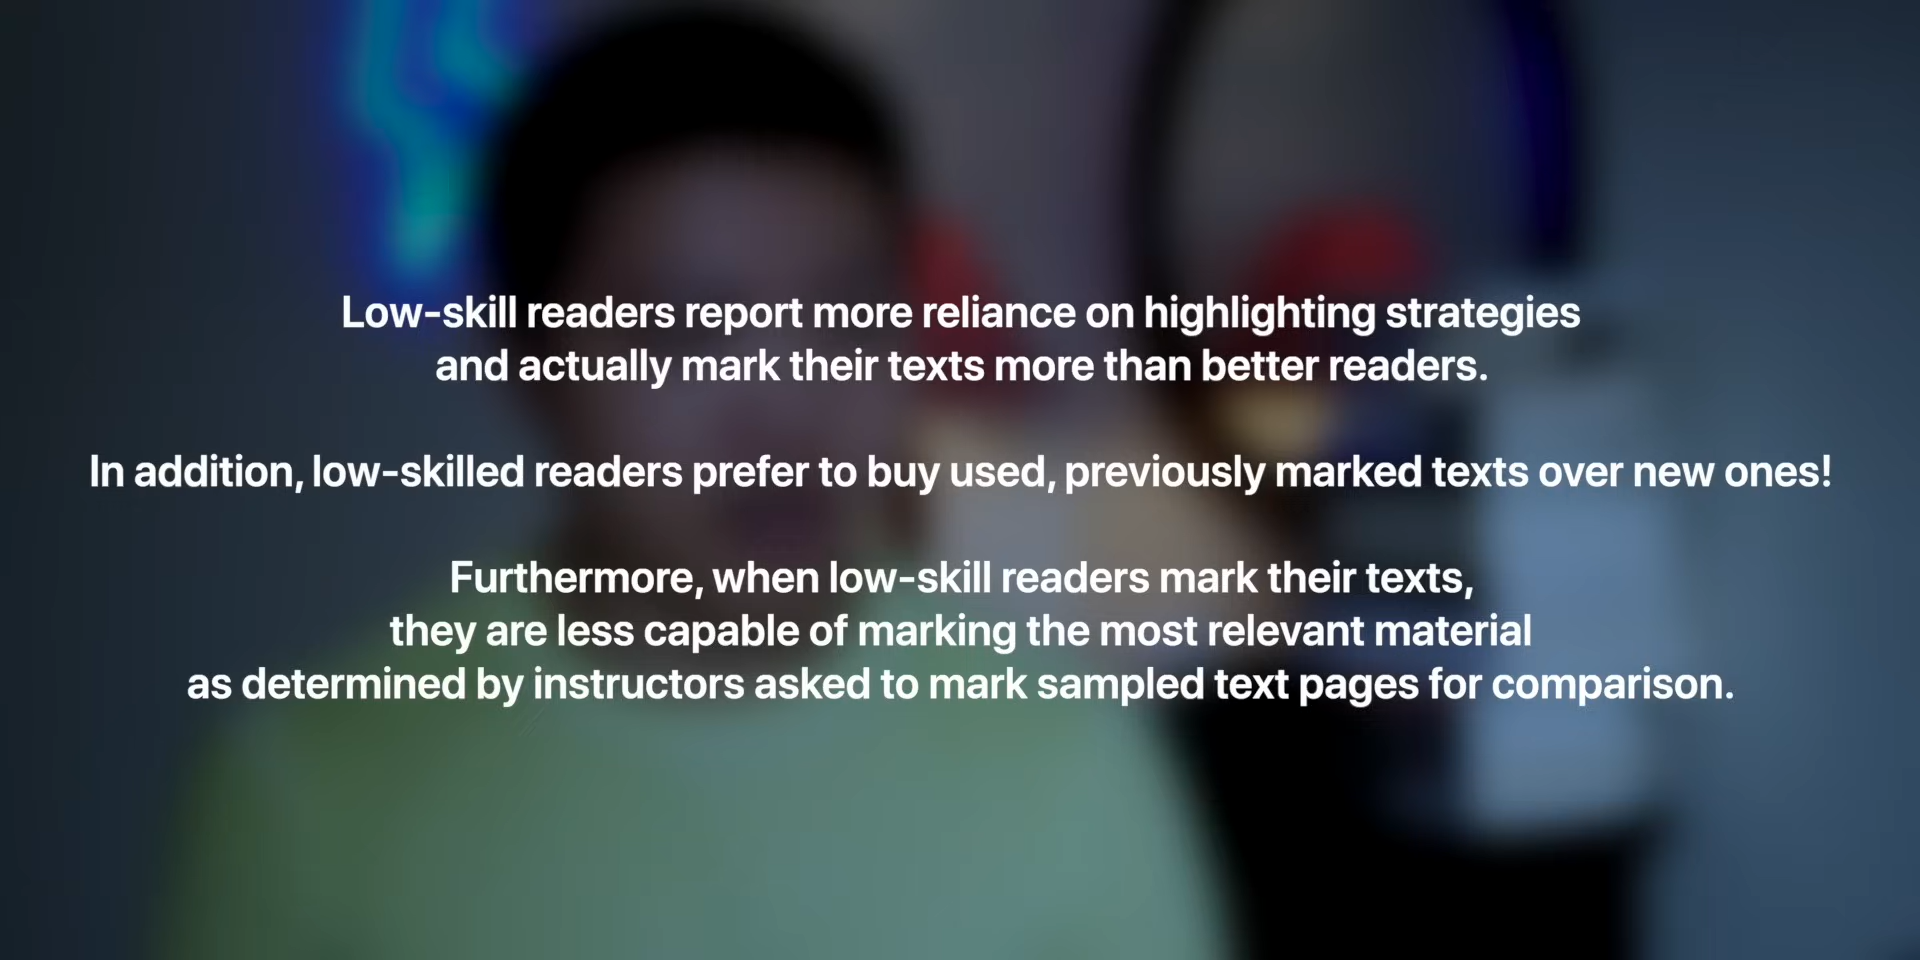 Low-skill readers report more reliance on highlighting strategies
and actually mark their texts more than better readers.
In addition, low-skilled readers prefer to buy used, previously marked texts over new ones!
Furthermore, when low-skill readers mark their texts,
they are less capable of marking the most relevant material
as determined by instructors asked to mark sampled text pages for comparison.